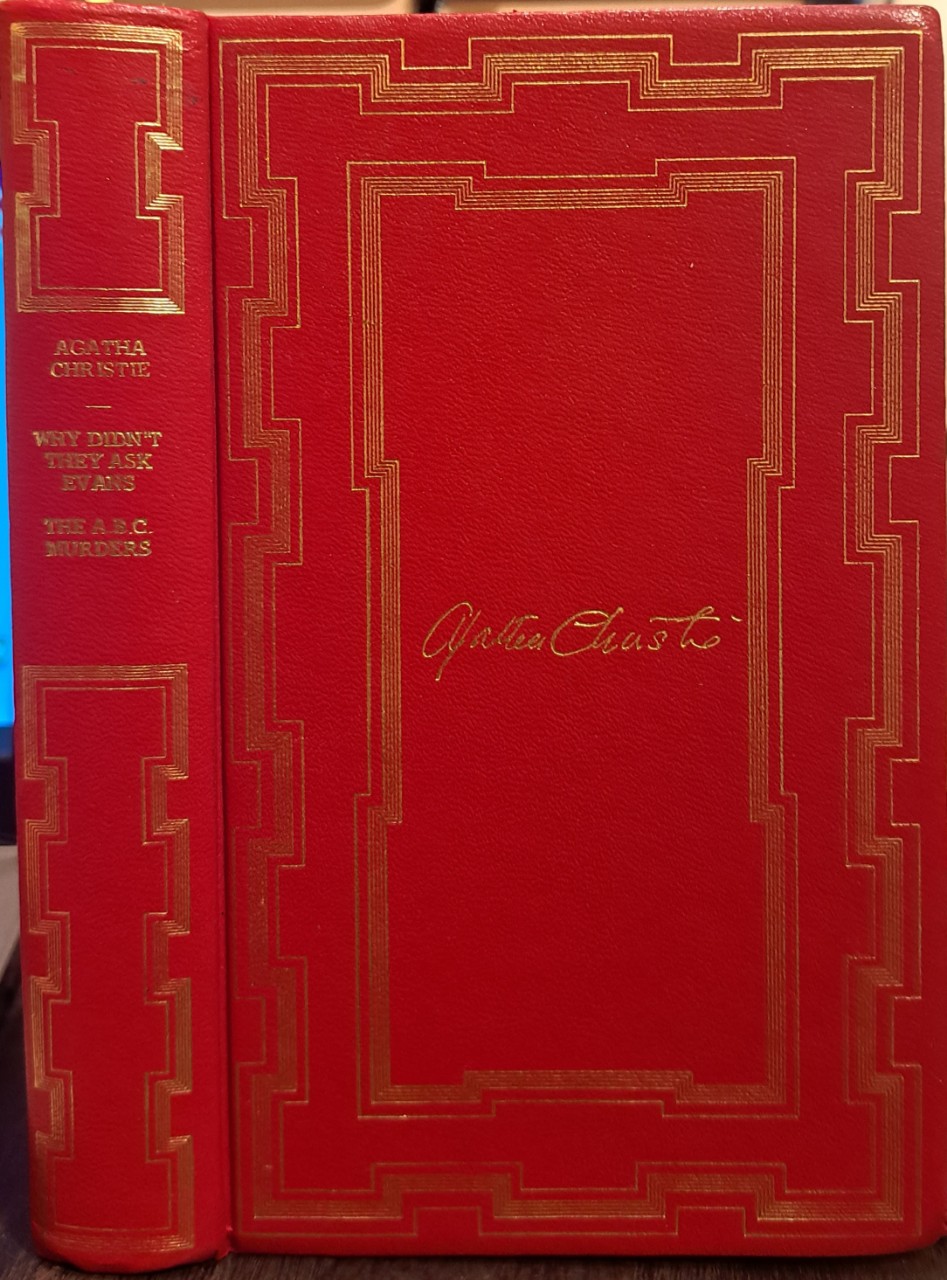 AGATHA
CHRISTIE
—
WHY DIDN'T
THEY ASK
EVANS
THE A.B.C.
MURDERS
Agatha Christie